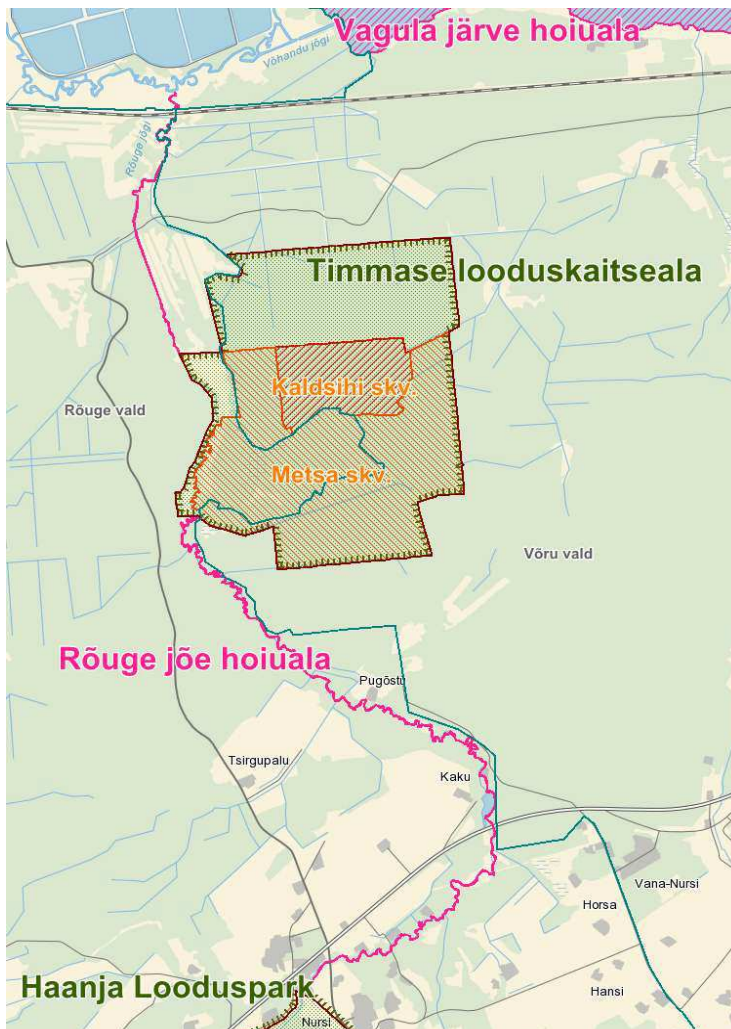 Vagula järve hoiuala
Võhandu jõgi
Rõuge jõgi
Timmase looduskaitseala
Kaldsihi skv.
Rõuge vald
Metsa skv.
Võru vald
Rõuge jõe hoiuala
Pugõstu
Tsirgupalu
Kaku
Vana-Nursi
Horsa
Haanja Looduspark
Hansi
Nursi